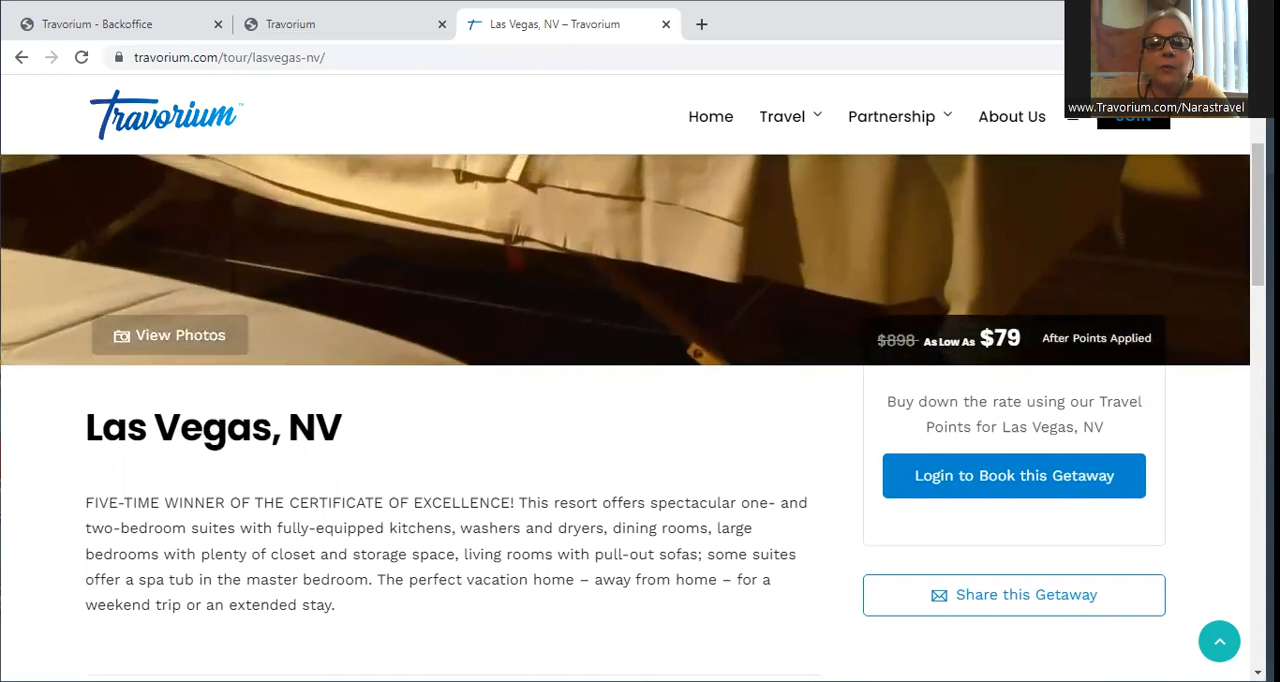 Travorium - Backoffice
Travorium
Las Vegas, NV – Travorium
travorium.com/tour/lasvegas-nv/
www.Travorium.com/Narastravel
Travorium™
Home
Travel
Partnership
About Us
JOIN
View Photos
$898 As Low As $79 After Points Applied
Las Vegas, NV
FIVE-TIME WINNER OF THE CERTIFICATE OF EXCELLENCE! This resort offers spectacular one- and
two-bedroom suites with fully-equipped kitchens, washers and dryers, dining rooms, large
bedrooms with plenty of closet and storage space, living rooms with pull-out sofas; some suites
offer a spa tub in the master bedroom. The perfect vacation home – away from home – for a
weekend trip or an extended stay.
Buy down the rate using our Travel
Points for Las Vegas, NV
Login to Book this Getaway
Share this Getaway